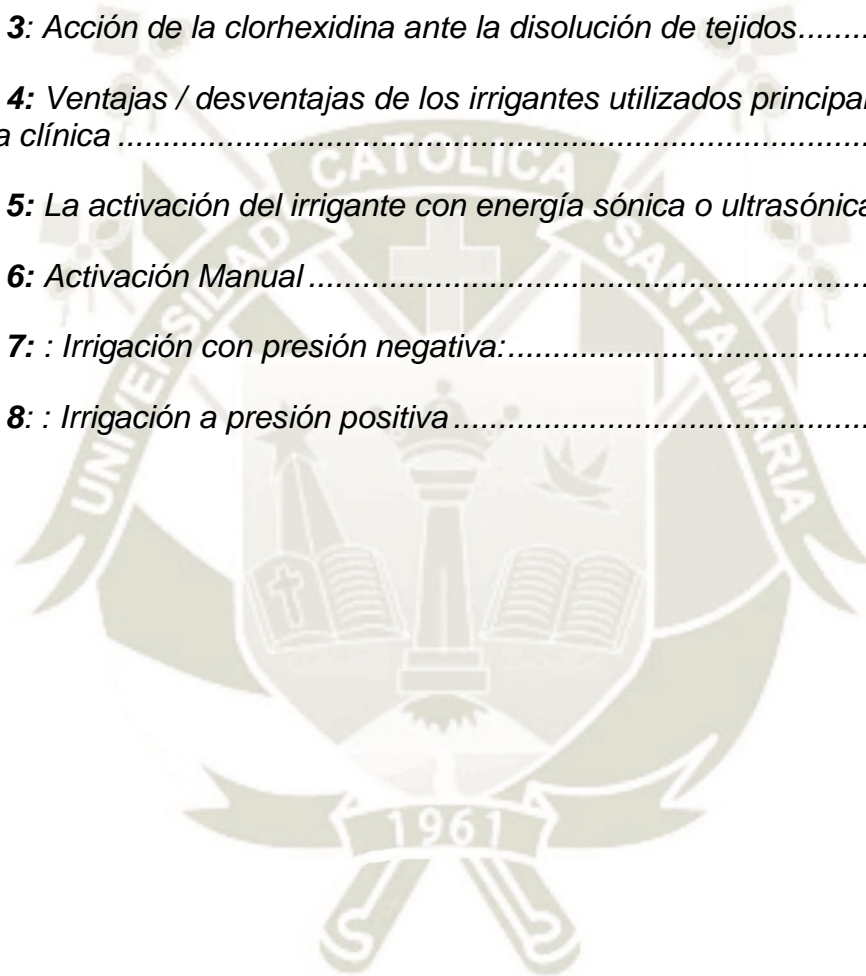 3: Acción de la clorhexidina ante la disolución de tejidos........
4: Ventajas / desventajas de los irrigantes utilizados
a clínica ........................................................................................
5: La activación del irrigante con energía sónica o ultrasónica
6: Activación Manual ....................................................................
7: : Irrigación con presión negativa:............................................
8: : Irrigación a presión positiva ..................................................
UNIVERSIDAD CATOLICA SANTA MARIA
1961